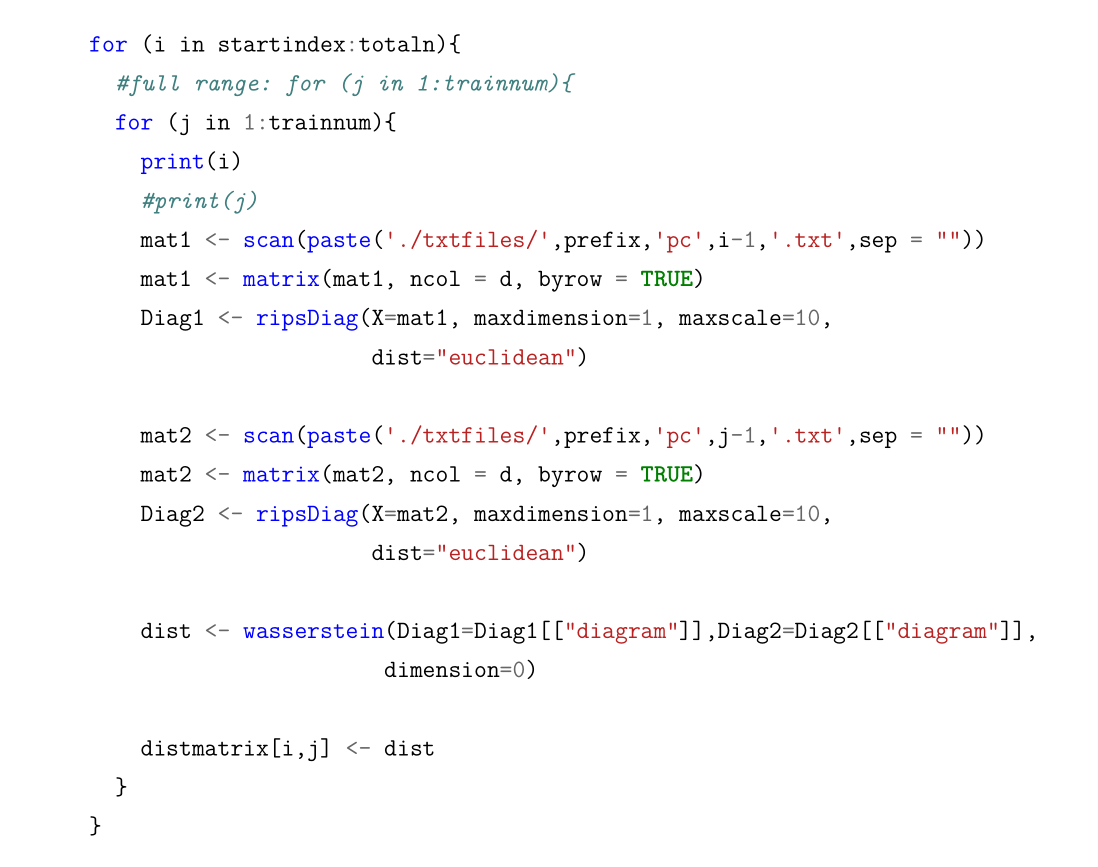 for (i in startindex:totaln){
  #full range: for (j in 1:trainnum){
  for (j in 1:trainnum){
    print(i)
    #print(j)
    mat1 <- scan(paste('./txtfiles/',prefix,'pc',i-1,'.txt',sep = ""))
    mat1 <- matrix(mat1, ncol = d, byrow = TRUE)
    Diag1 <- ripsDiag(X=mat1, maxdimension=1, maxscale=10,
                      dist="euclidean")

    mat2 <- scan(paste('./txtfiles/',prefix,'pc',j-1,'.txt',sep = ""))
    mat2 <- matrix(mat2, ncol = d, byrow = TRUE)
    Diag2 <- ripsDiag(X=mat2, maxdimension=1, maxscale=10,
                      dist="euclidean")

    dist <- wasserstein(Diag1=Diag1[["diagram"]],Diag2=Diag2[["diagram"]],
                       dimension=0)

    distmatrix[i,j] <- dist
  }
}